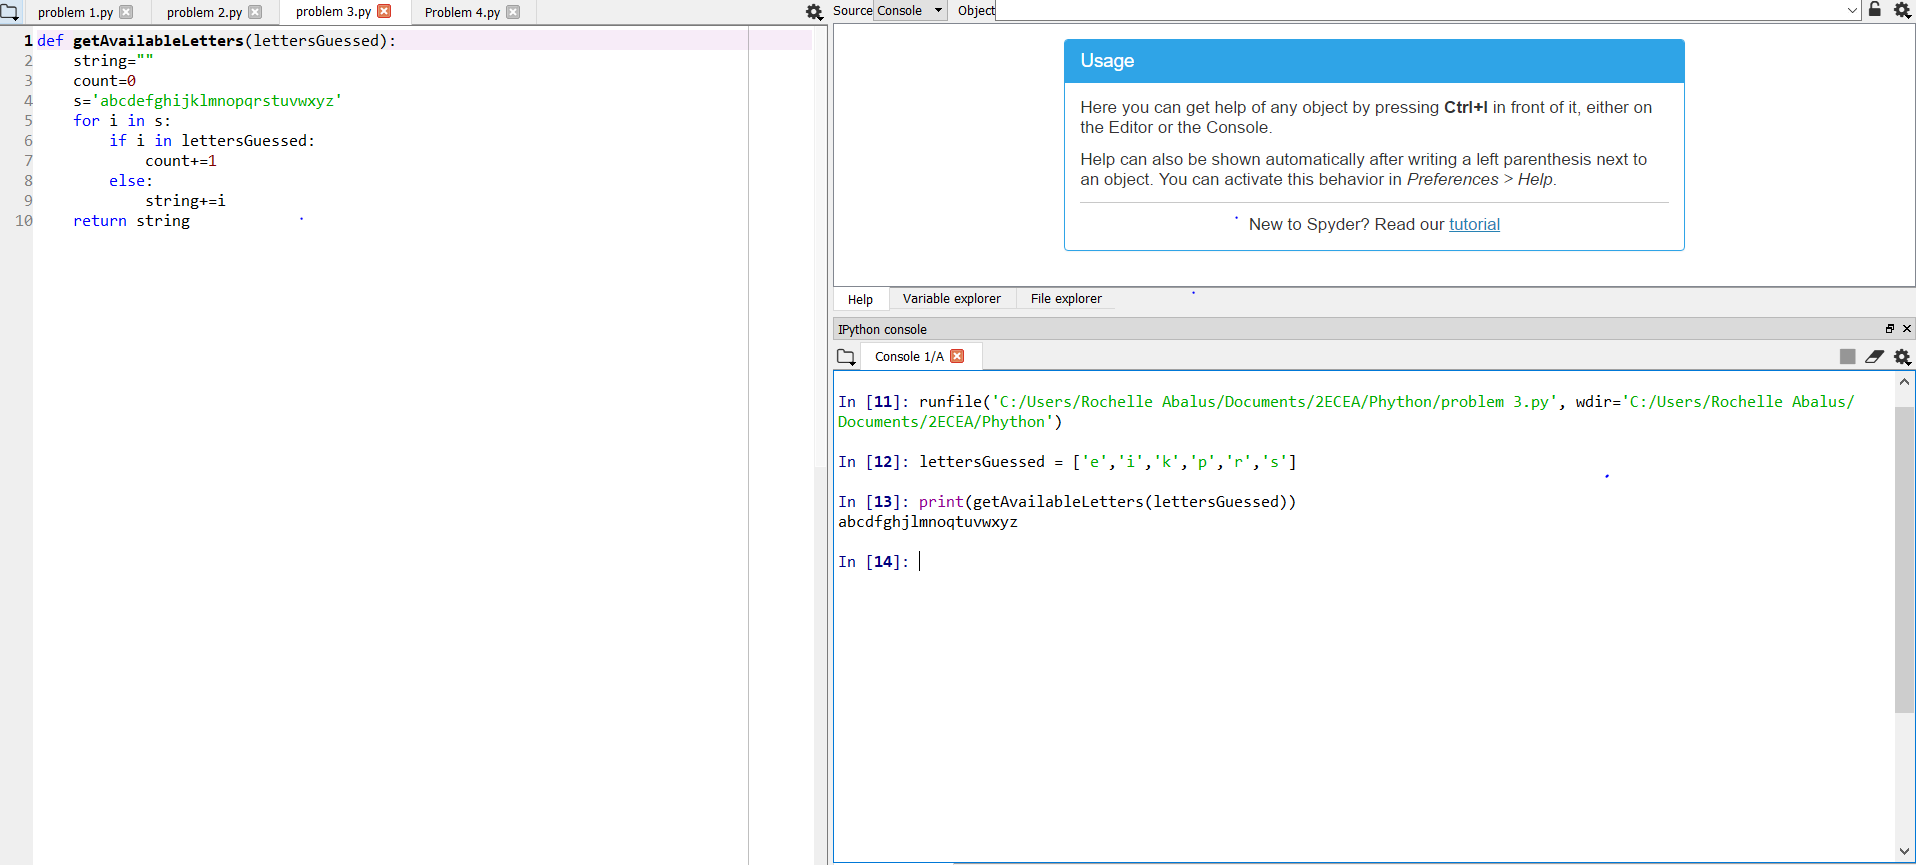 problem 1.py
problem 2.py
problem 3.py
Problem 4.py
1 def getAvailableLetters(lettersGuessed):
2     string=""
3     count=0
4     s='abcdefghijklmnopqrstuvwxyz'
5     for i in s:
6         if i in lettersGuessed:
7             count+=1
8         else:
9             string+=i
10     return string
Source Console Object
Usage
Here you can get help of any object by pressing Ctrl+I in front of it, either on
the Editor or the Console.
Help can also be shown automatically after writing a left parenthesis next to
an object. You can activate this behavior in Preferences > Help.
New to Spyder? Read our tutorial
Help Variable explorer File explorer
IPython console
Console 1/A
In [11]: runfile('C:/Users/Rochelle Abalus/Documents/2ECEA/Phython/problem 3.py', wdir='C:/Users/Rochelle Abalus/
Documents/2ECEA/Phython')
In [12]: lettersGuessed = ['e','i','k','p','r','s']
In [13]: print(getAvailableLetters(lettersGuessed))
abcdfghjlmnoqtuvwxyz
In [14]: